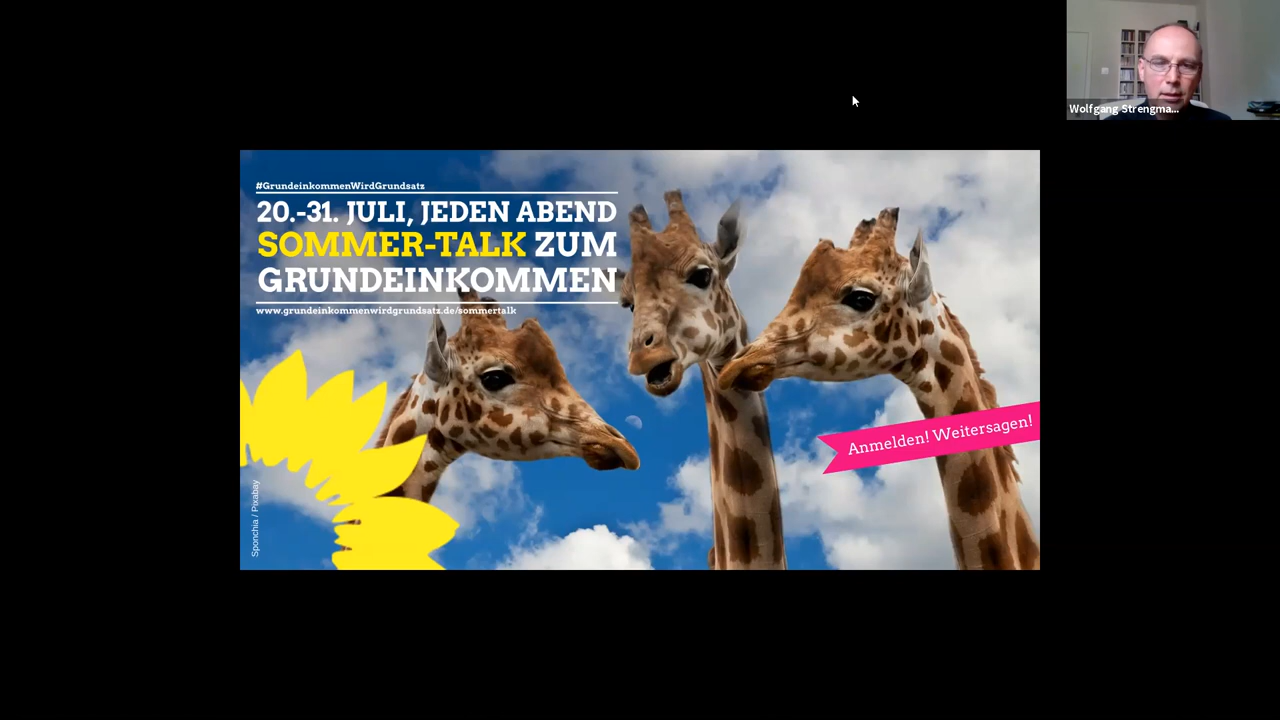 Wolfgang Strengma...
#GrundeinkommenWirdGrundsatz
20.-31. JULI, JEDEN ABEND
SOMMER-TALK ZUM
GRUNDEINKOMMEN
www.grundeinkommenwirdgrundsatz.de/sommertalk
Anmelden! Weitersagen!
Sponchia / Pixabay